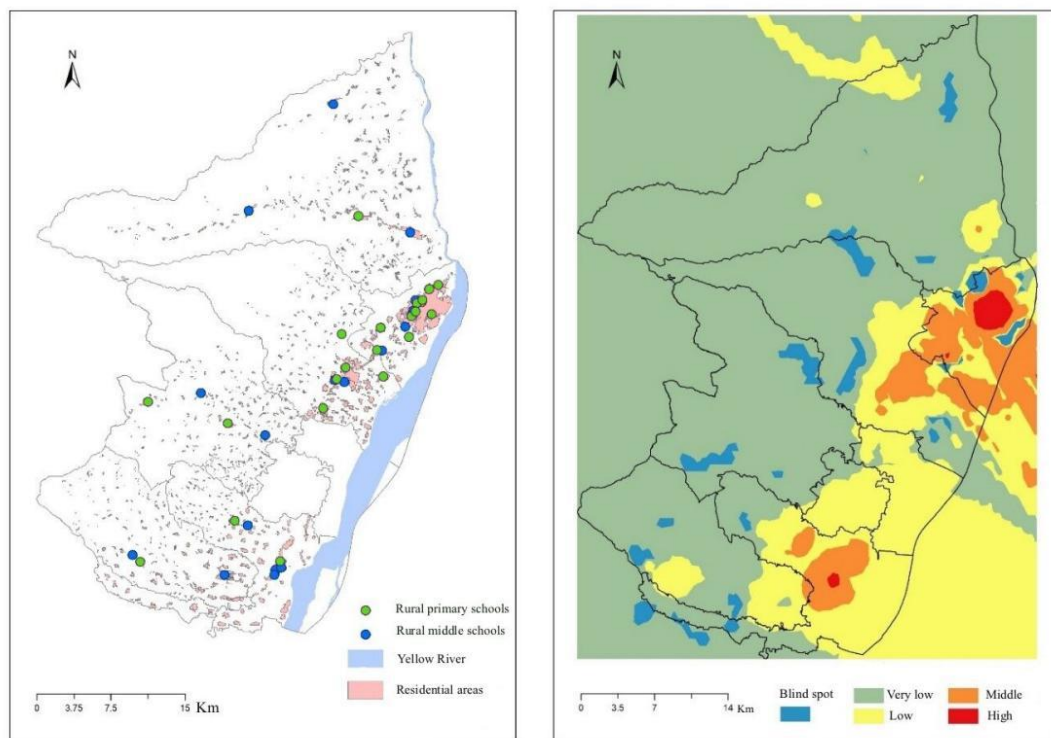 N
Rural primary schools
Rural middle schools
Yellow River
Residential areas
0 3.75 7.5 15 Km
N
Blind spot
Very low
Middle
Low
High
0 3.5 7 14 Km